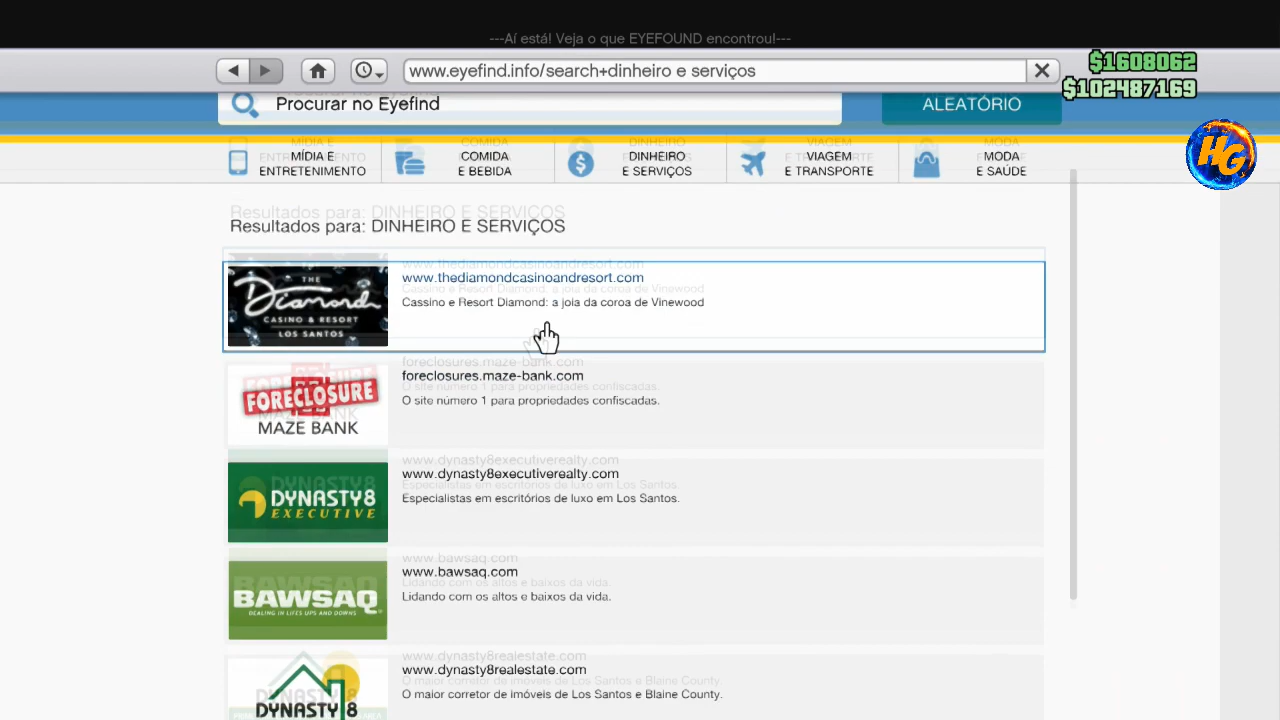 ---Aí está! Veja o que EYEFOUND encontrou!---
www.eyefind.info/search+dinheiro e serviços
$1608062
$102487169
Procurar no Eyefind
ALEATÓRIO
MÍDIA E
ENTRETENIMENTO
COMIDA
E BEBIDA
DINHEIRO
E SERVIÇOS
VIAGEM
E TRANSPORTE
MODA
E SAÚDE
HG
Resultados para: DINHEIRO E SERVIÇOS
THE
Diamond
CASINO & RESORT
LOS SANTOS
www.thediamondcasinoandresort.com
Cassino e Resort Diamond: a joia da coroa de Vinewood
FORECLOSURE
MAZE BANK
foreclosures.maze-bank.com
O site número 1 para propriedades confiscadas.
DYNASTY8
EXECUTIVE
www.dynasty8executiverealty.com
Especialistas em escritórios de luxo em Los Santos.
BAWSAQ
DEALING IN LIFES UPS AND DOWNS
www.bawsaq.com
Lidando com os altos e baixos da vida.
DYNASTY 8
www.dynasty8realestate.com
O maior corretor de imóveis de Los Santos e Blaine County.